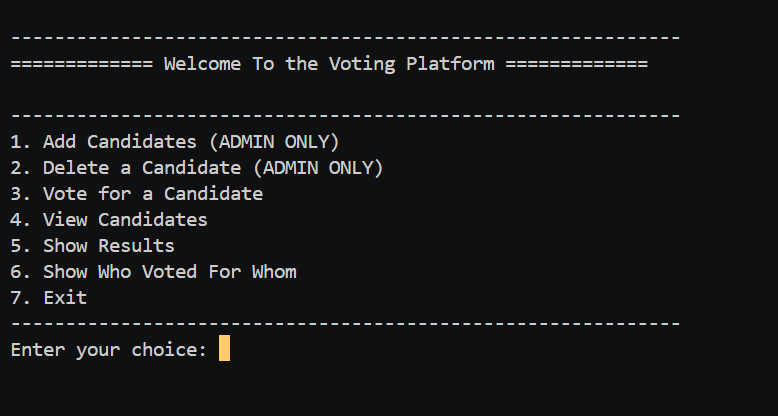 -------------------------------------------------------------
============= Welcome To the Voting Platform =============
-------------------------------------------------------------
1. Add Candidates (ADMIN ONLY)
2. Delete a Candidate (ADMIN ONLY)
3. Vote for a Candidate
4. View Candidates
5. Show Results
6. Show Who Voted For Whom
7. Exit
-------------------------------------------------------------
Enter your choice: